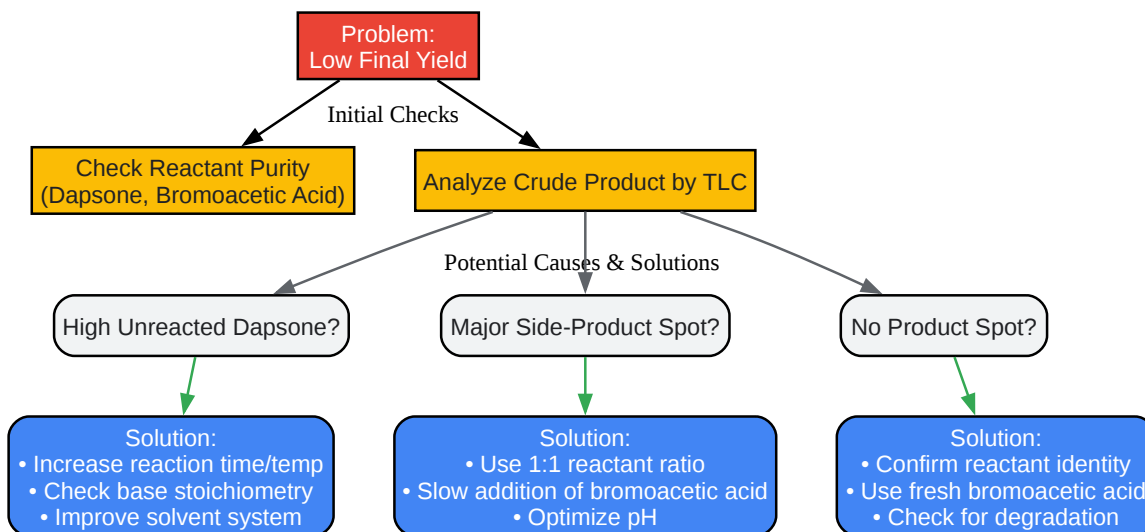 Problem:
Low Final Yield
Initial Checks
Check Reactant Purity
(Dapsone, Bromoacetic Acid)
Analyze Crude Product by TLC
Potential Causes & Solutions
High Unreacted Dapsone?
Major Side-Product Spot?
No Product Spot?
Solution:
• Increase reaction time/temp
• Check base stoichiometry
• Improve solvent system
Solution:
• Use 1:1 reactant ratio
• Slow addition of bromoacetic acid
• Optimize pH
Solution:
• Confirm reactant identity
• Use fresh bromoacetic acid
• Check for degradation